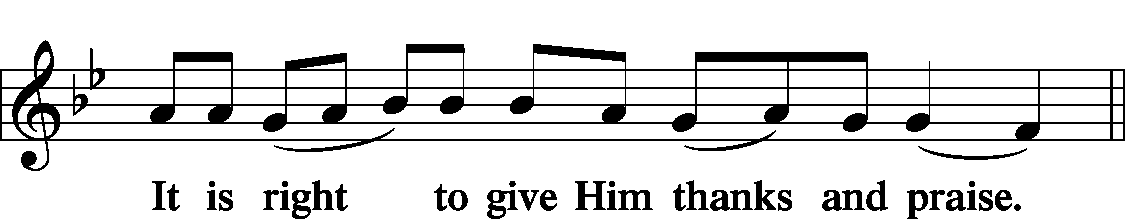 It is right to give Him thanks and praise.